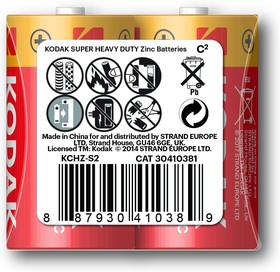 KODAK SUPER HEAVY DUTY Zinc Batteries C²
Pb
Made in China for and distributed by STRAND EUROPE
LTD, Strand House, GU46 6GE, UK.
Licensed TM: Kodak © 2014 STRAND EUROPE LTD.
KCHZ-S2 CAT 30410381
8 87930 41038 9
KODAK